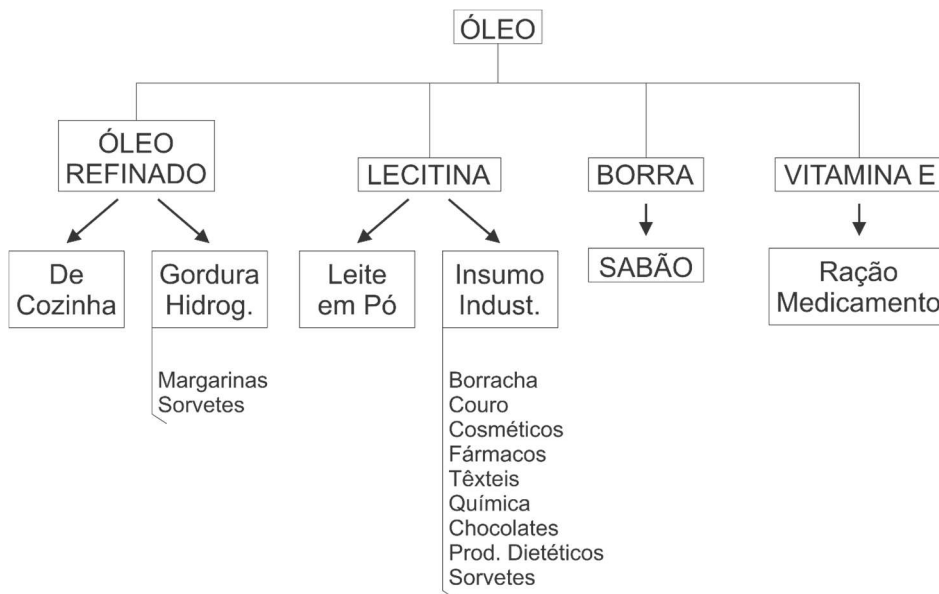 ÓLEO
ÓLEO
REFINADO
LECITINA
BORRA
VITAMINA E
De
Cozinha
Gordura
Hidrog.
Leite
em Pó
Insumo
Indust.
SABÃO
Ração
Medicamento
Margarinas
Sorvetes
Borracha
Couro
Cosméticos
Fármacos
Têxteis
Química
Chocolates
Prod. Dietéticos
Sorvetes